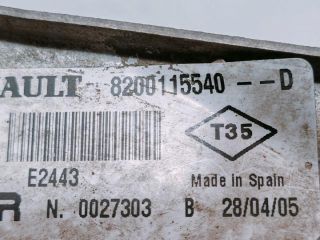 AULT 8200115540--D
T35
E2443
Made in Spain
R N. 0027303 B 28/04/05